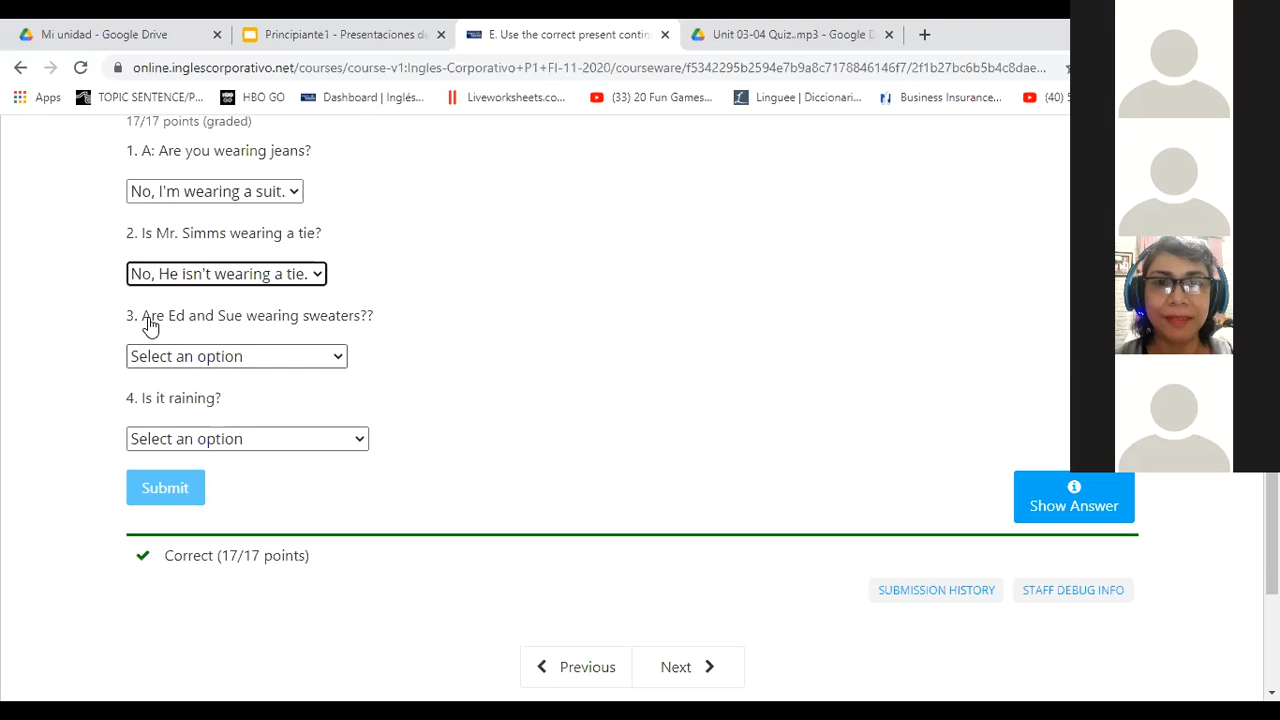 Mi unidad - Google Drive
Principiante1 - Presentaciones de
E. Use the correct present contin
Unit 03-04 Quiz..mp3 - Google D
online.inglescorporativo.net/courses/course-v1:Ingles-Corporativo+P1+FI-11-2020/courseware/f5342295b2594e7b9a8c7178846146f7/2f1b27bc6b5b4c8dae...
Apps
TOPIC SENTENCE/P...
HBO GO
Dashboard | Inglés...
Liveworksheets.co...
(33) 20 Fun Games...
Linguee | Diccionari...
Business Insurance...
(40) 5
17/17 points (graded)
1. A: Are you wearing jeans?
No, I'm wearing a suit.
2. Is Mr. Simms wearing a tie?
No, He isn't wearing a tie.
3. Are Ed and Sue wearing sweaters??
Select an option
4. Is it raining?
Select an option
Submit
Show Answer
Correct (17/17 points)
SUBMISSION HISTORY
STAFF DEBUG INFO
Previous
Next